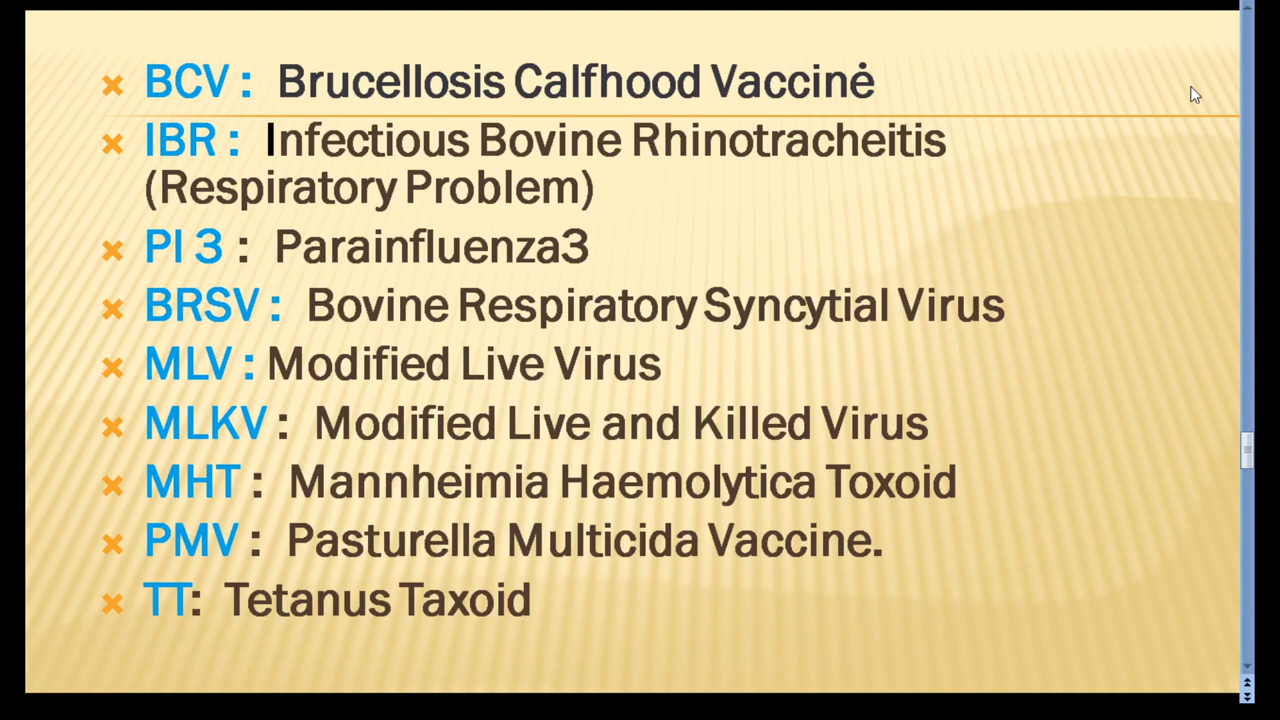 BCV : Brucellosis Calfhood Vaccinė
IBR : Infectious Bovine Rhinotracheitis
(Respiratory Problem)
PI 3 : Parainfluenza3
BRSV : Bovine Respiratory Syncytial Virus
MLV : Modified Live Virus
MLKV : Modified Live and Killed Virus
MHT : Mannheimia Haemolytica Toxoid
PMV : Pasturella Multicida Vaccine.
TT: Tetanus Taxoid